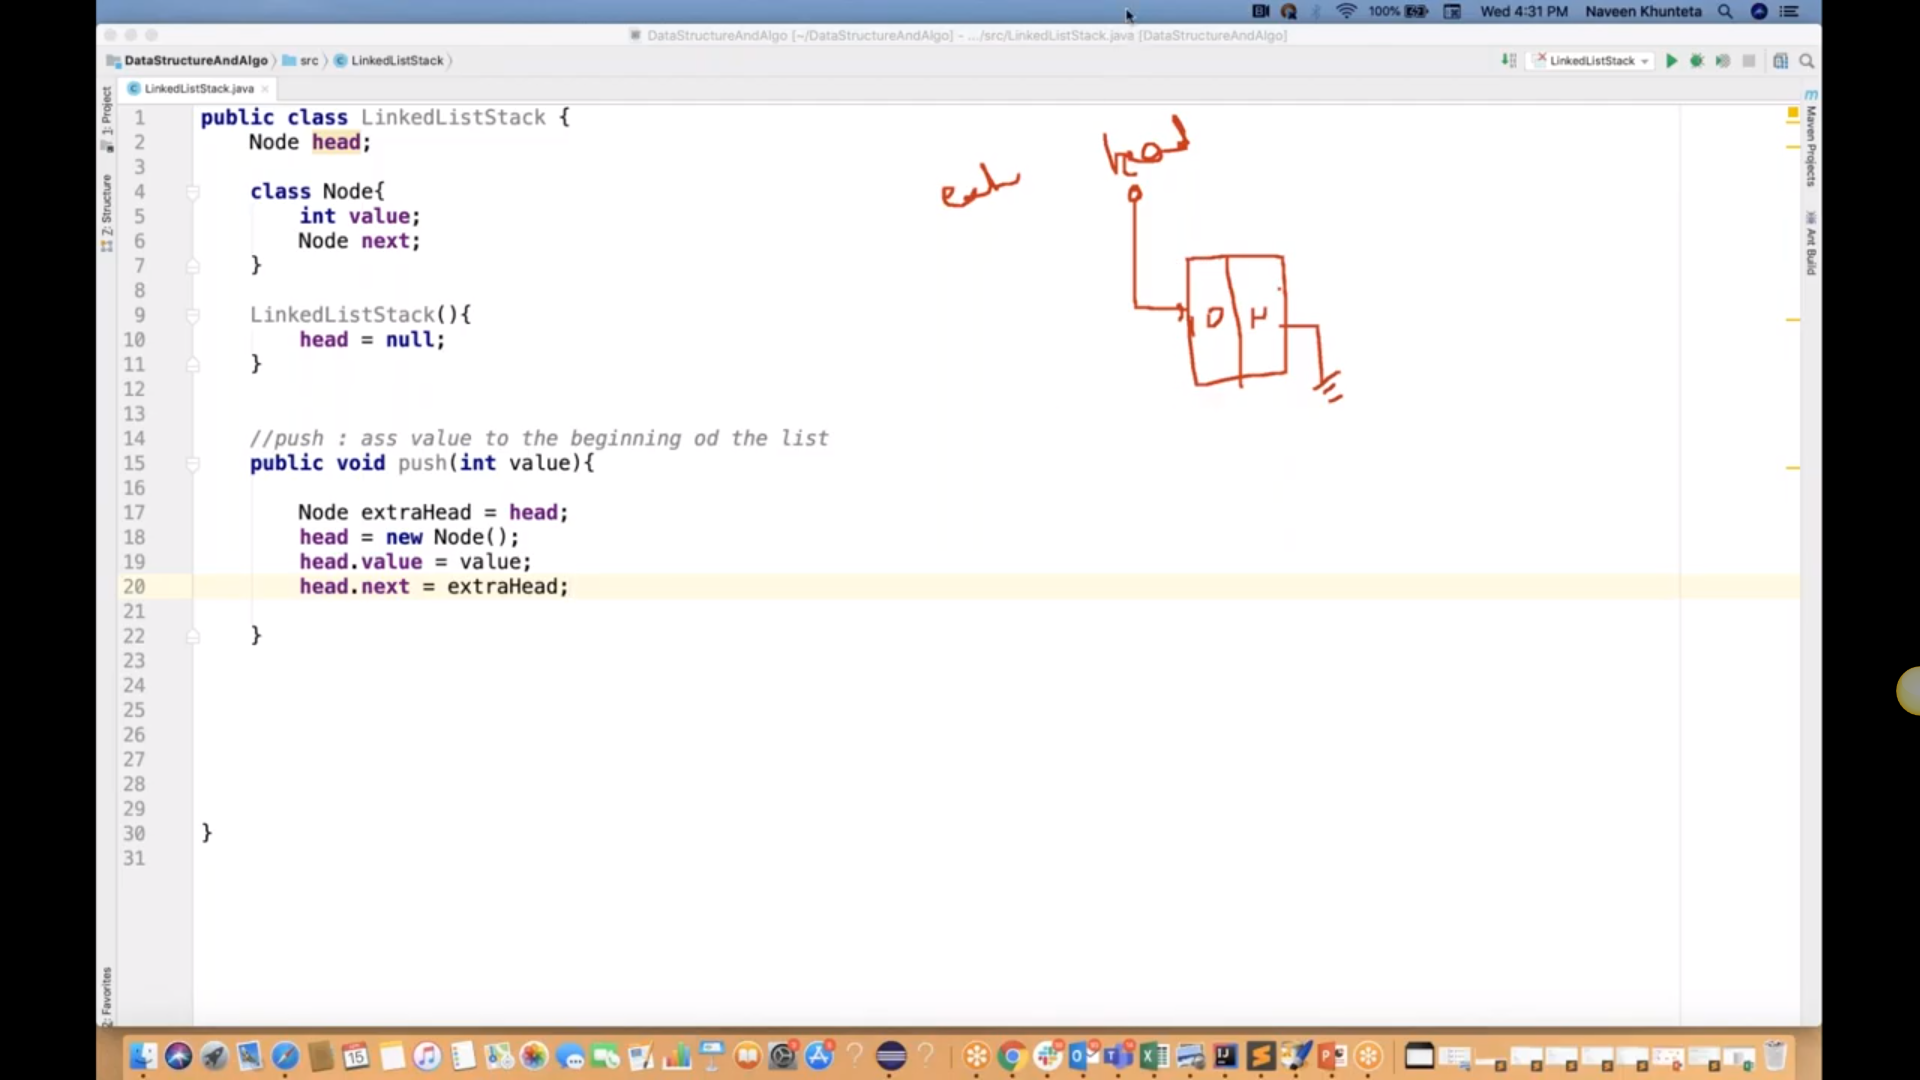 100% Wed 4:31 PM Naveen Khunteta
DataStructureAndAlgo [~/DataStructureAndAlgo] - .../src/LinkedListStack.java [DataStructureAndAlgo]
DataStructureAndAlgo src LinkedListStack
LinkedListStack
LinkedListStack.java
1: Project
Z: Structure
2: Favorites
m
Maven Projects
Ant Build
1 public class LinkedListStack {
2 Node head;
3
4 class Node{
5 int value;
6 Node next;
7 }
8
9 LinkedListStack(){
10 head = null;
11 }
12
13
14 //push : ass value to the beginning od the list
15 public void push(int value){
16
17 Node extraHead = head;
18 head = new Node();
19 head.value = value;
20 head.next = extraHead;
21
22 }
23
24
25
26
27
28
29
30 }
31
head
15